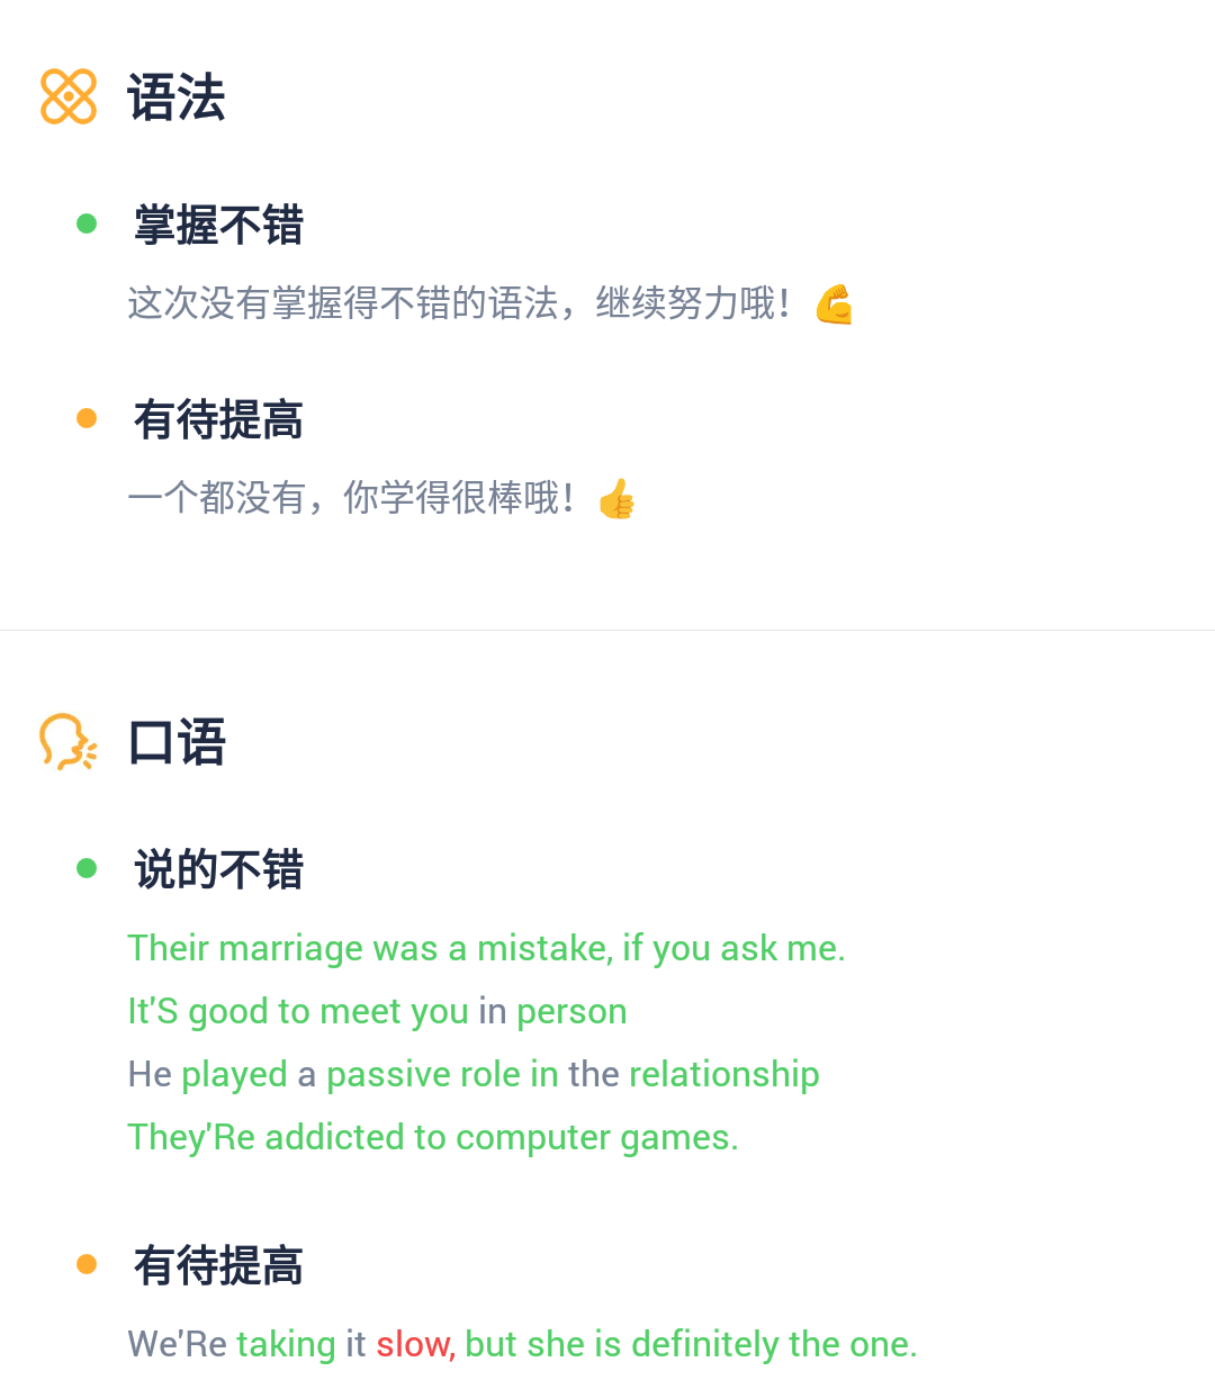 语法
掌握不错
这次没有掌握得不错的语法，继续努力哦！💪
有待提高
一个都没有，你学得很棒哦！👍
口语
说的不错
Their marriage was a mistake, if you ask me.
It'S good to meet you in person
He played a passive role in the relationship
They'Re addicted to computer games.
有待提高
We'Re taking it slow, but she is definitely the one.